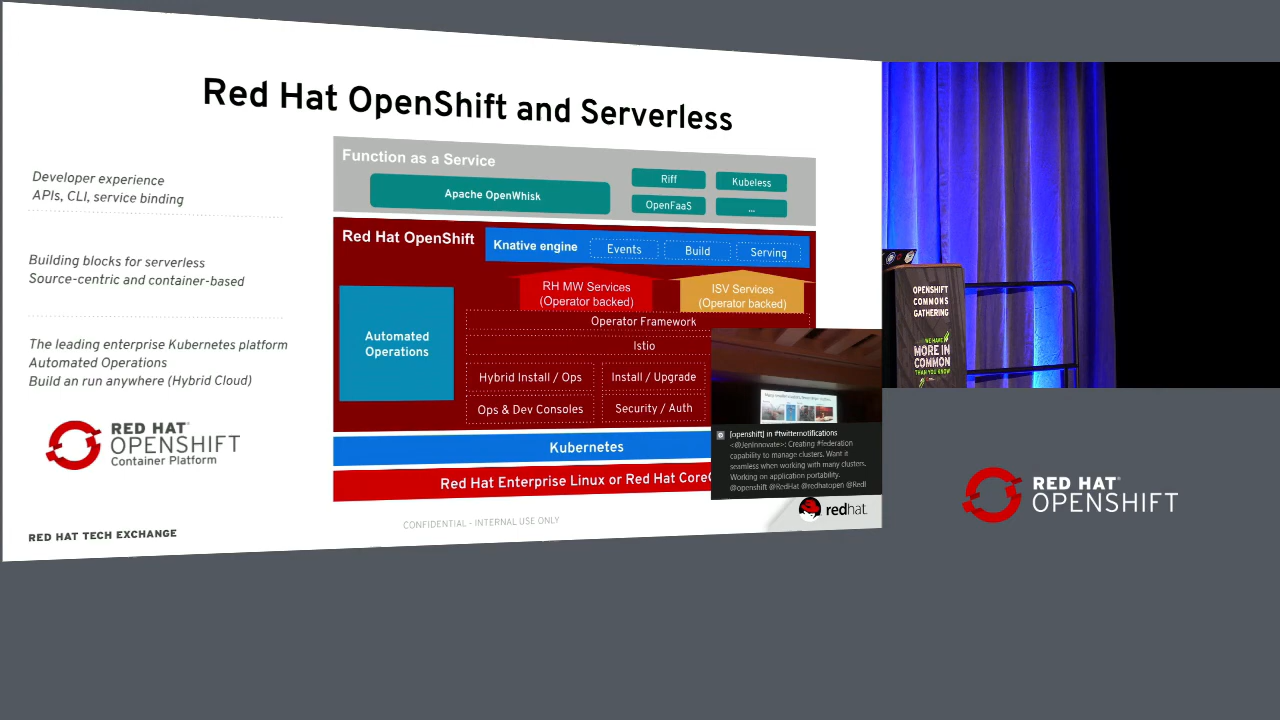 Red Hat OpenShift and Serverless
Developer experience
APIs, CLI, service binding
Building blocks for serverless
Source-centric and container-based
The leading enterprise Kubernetes platform
Automated Operations
Build an run anywhere (Hybrid Cloud)
RED HAT
OPENSHIFT
Container Platform
RED HAT TECH EXCHANGE
Function as a Service
Apache OpenWhisk
Riff
Kubeless
OpenFaaS
...
Red Hat OpenShift
Knative engine
Events
Build
Serving
RH MW Services
(Operator backed)
ISV Services
(Operator backed)
Automated
Operations
Operator Framework
Istio
Hybrid Install / Ops
Install / Upgrade
Ops & Dev Consoles
Security / Auth
Kubernetes
Red Hat Enterprise Linux or Red Hat Core
CONFIDENTIAL - INTERNAL USE ONLY
[openshift] in #twitternotifications
<@JenInnovate>: Creating #federation
capability to manage clusters. Want it
seamless when working with many clusters.
Working on application portability.
@openshift @RedHat @redhatopen @RedH
redhat.
OPENSHIFT
COMMONS
GATHERING
WE HAVE
MORE IN
COMMON
THAN YOU KNOW
RED HAT
OPENSHIFT